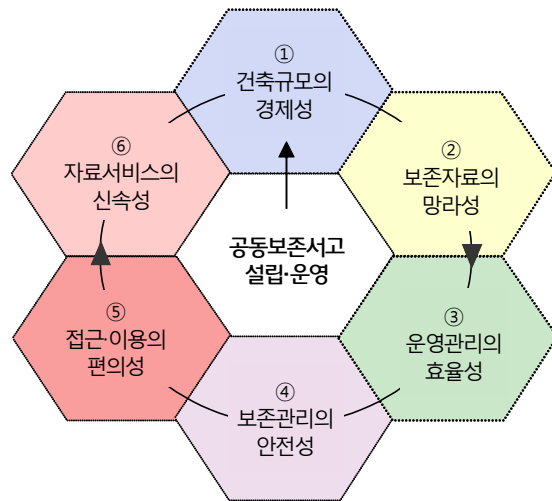 ①
건축규모의
경제성
②
보존자료의
망라성
③
운영관리의
효율성
④
보존관리의
안전성
⑤
접근·이용의
편의성
⑥
자료서비스의
신속성
공동보존서고
설립·운영